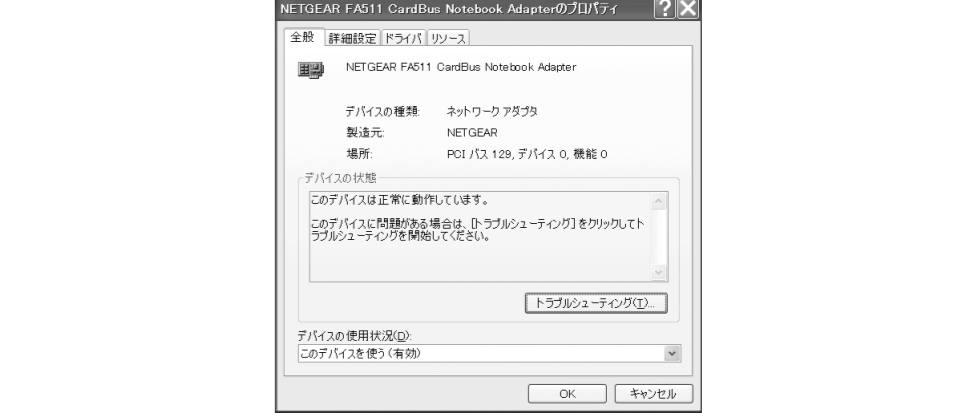 NETGEAR FA511 CardBus Notebook Adapterのプロパティ
全般 詳細設定 ドライバ リソース
NETGEAR FA511 CardBus Notebook Adapter
デバイスの種類: ネットワーク アダプタ
製造元: NETGEAR
場所: PCI バス 129, デバイス 0, 機能 0
デバイスの状態
このデバイスは正常に動作しています。
このデバイスに問題がある場合は、[トラブルシューティング] をクリックしてト
ラブルシューティングを開始してください。
トラブルシューティング(T)...
デバイスの使用状況(D):
このデバイスを使う (有効)
OK キャンセル